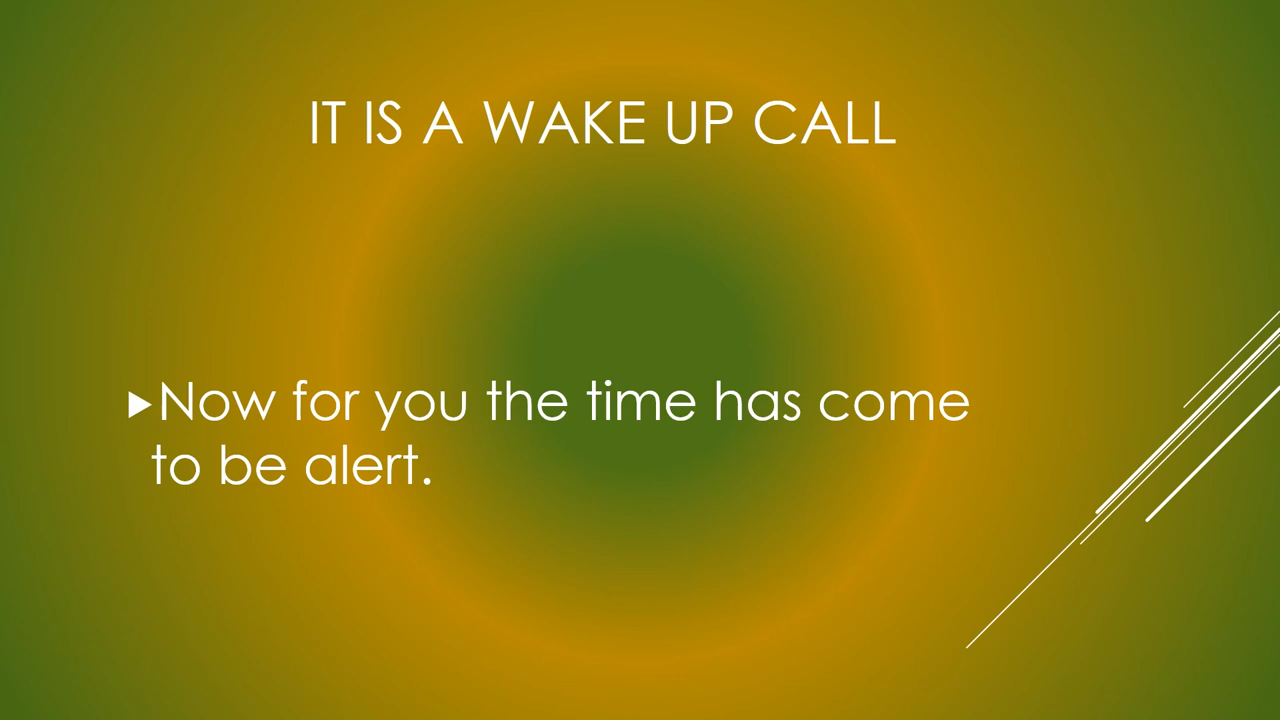 IT IS A WAKE UP CALL
▶Now for you the time has come
to be alert.